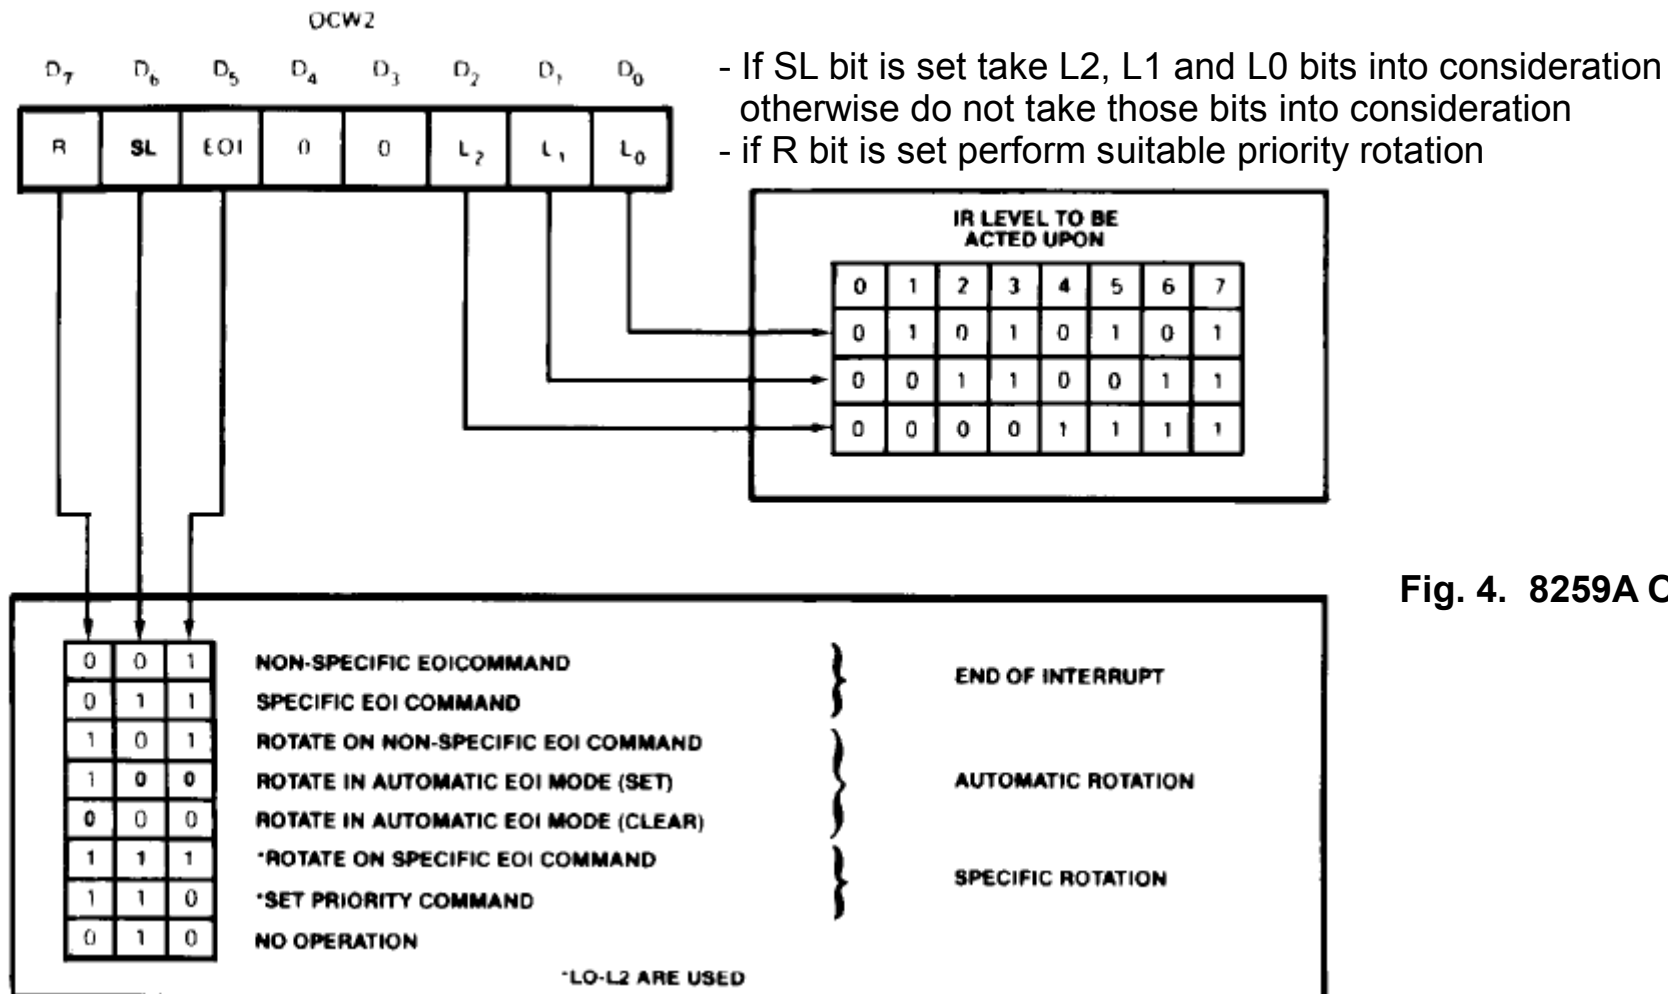 OCW2
D7 D6 D5 D4 D3 D2 D1 D0
R SL EOI 0 0 L2 L1 L0
- If SL bit is set take L2, L1 and L0 bits into consideration
otherwise do not take those bits into consideration
- if R bit is set perform suitable priority rotation
IR LEVEL TO BE
ACTED UPON
0 1 2 3 4 5 6 7
0 1 0 1 0 1 0 1
0 0 1 1 0 0 1 1
0 0 0 0 1 1 1 1
Fig. 4. 8259A
0 0 1 NON-SPECIFIC EOICOMMAND
0 1 1 SPECIFIC EOI COMMAND
END OF INTERRUPT
1 0 1 ROTATE ON NON-SPECIFIC EOI COMMAND
1 0 0 ROTATE IN AUTOMATIC EOI MODE (SET)
0 0 0 ROTATE IN AUTOMATIC EOI MODE (CLEAR)
AUTOMATIC ROTATION
1 1 1 *ROTATE ON SPECIFIC EOI COMMAND
1 1 0 *SET PRIORITY COMMAND
SPECIFIC ROTATION
0 1 0 NO OPERATION
*LO-L2 ARE USED